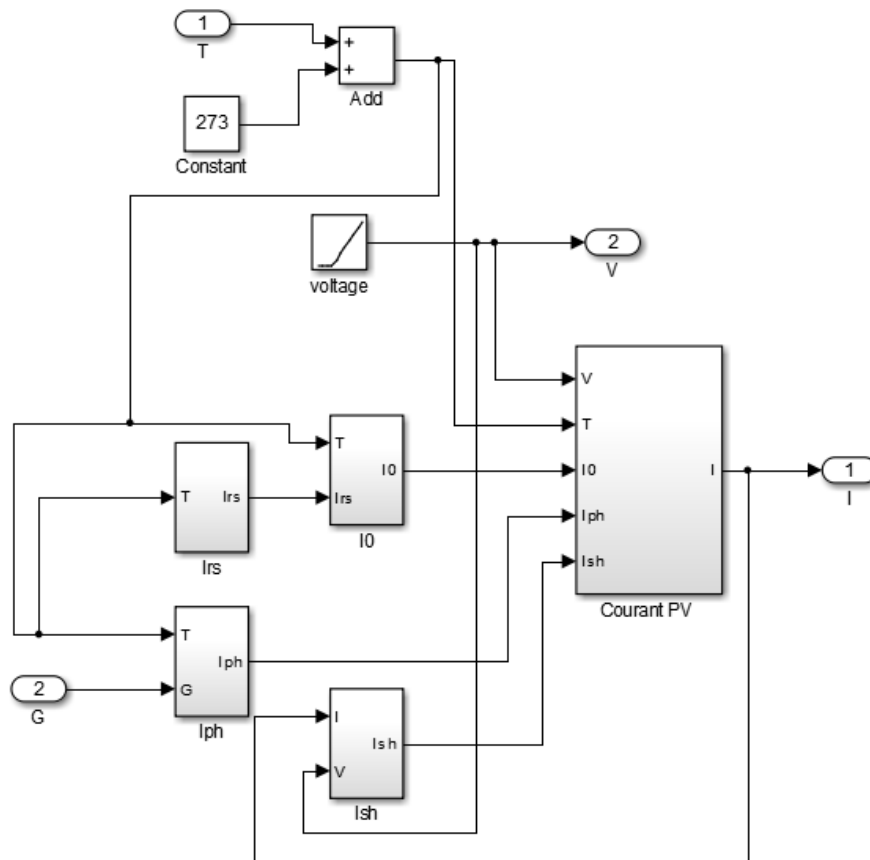 1
T
+
+
Add
273
Constant
voltage
2
V
V
T
I0
Iph
Ish
I
Courant PV
1
I
T
Irs
I0
I0
T
Irs
Irs
T
G
Iph
Iph
2
G
I
V
Ish
Ish